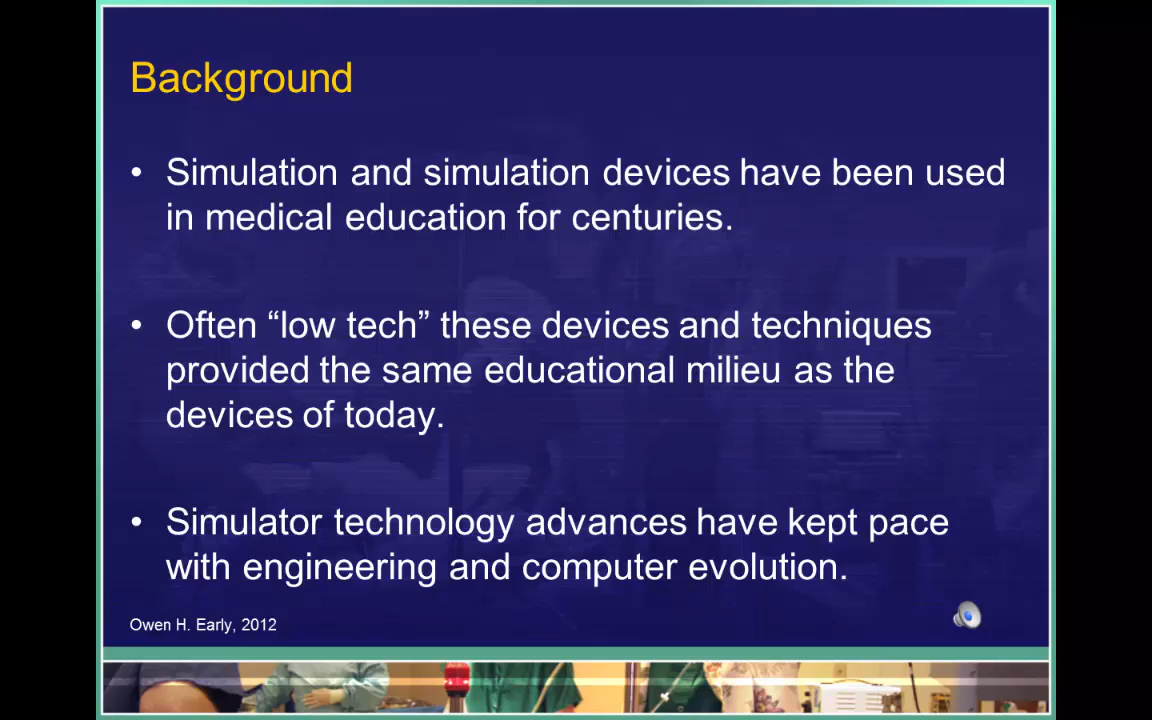 Background
• Simulation and simulation devices have been used
in medical education for centuries.
• Often “low tech” these devices and techniques
provided the same educational milieu as the
devices of today.
• Simulator technology advances have kept pace
with engineering and computer evolution.
Owen H. Early, 2012